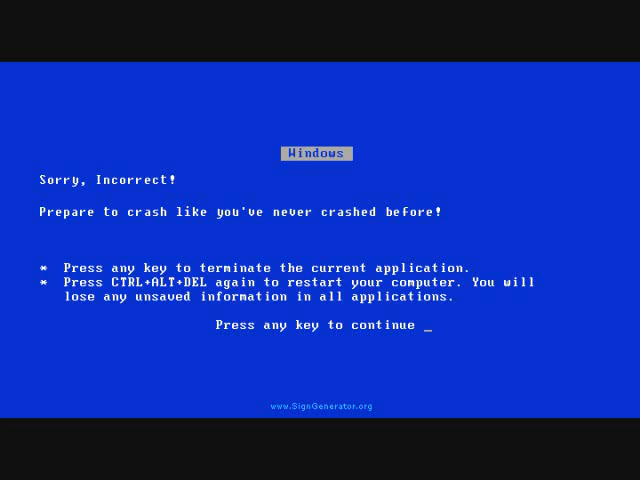 Windows
Sorry, Incorrect!
Prepare to crash like you've never crashed before!
* Press any key to terminate the current application.
* Press CTRL+ALT+DEL again to restart your computer. You will
lose any unsaved information in all applications.
Press any key to continue _
www.SignGenerator.org